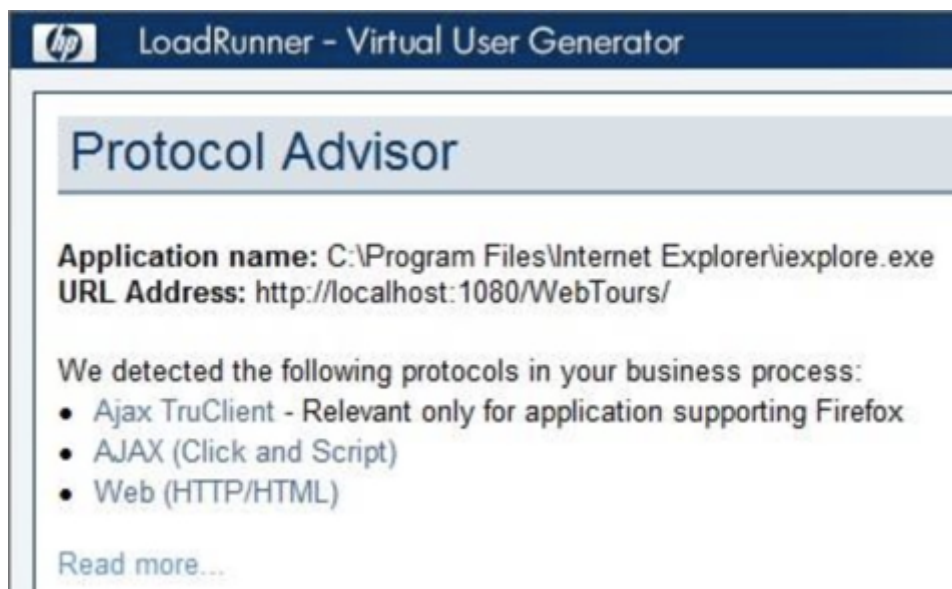 hp LoadRunner – Virtual User Generator
Protocol Advisor
Application name: C:\Program Files\Internet Explorer\iexplore.exe
URL Address: http://localhost:1080/WebTours/
We detected the following protocols in your business process:
• Ajax TruClient - Relevant only for application supporting Firefox
• AJAX (Click and Script)
• Web (HTTP/HTML)
Read more...